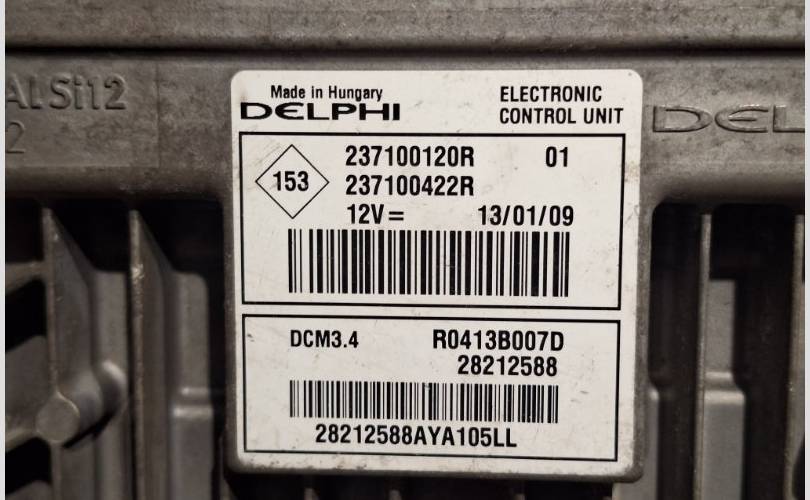 Made in Hungary
DELPHI
ELECTRONIC
CONTROL UNIT
153
237100120R 01
237100422R
12V= 13/01/09
DCM3.4 R0413B007D
28212588
28212588AYA105LL
ALSi12
2
DEL